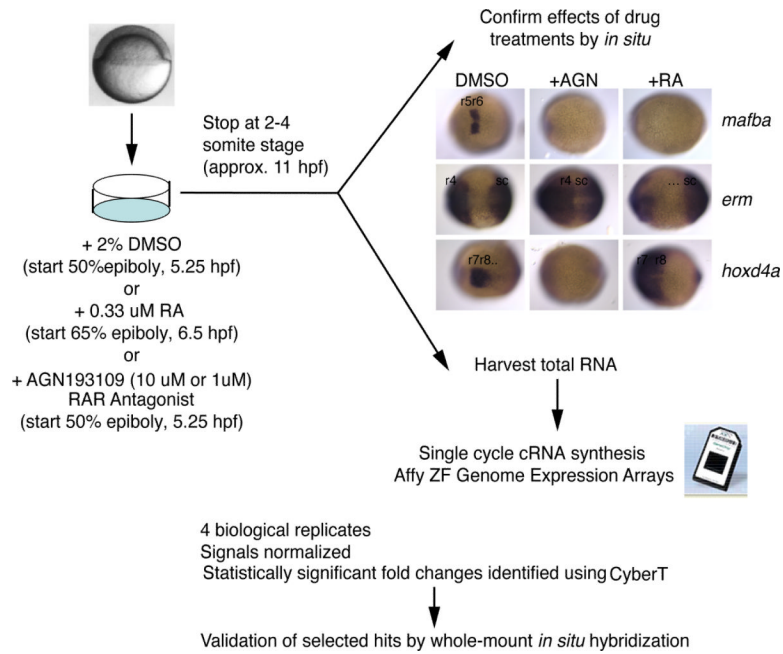 Confirm effects of drug
treatments by in situ
DMSO +AGN +RA
r5r6
mafba
Stop at 2-4
somite stage
(approx. 11 hpf)
r4 sc r4 sc ... sc
erm
r7r8.. r7 r8
hoxd4a
+ 2% DMSO
(start 50%epiboly, 5.25 hpf)
or
+ 0.33 uM RA
(start 65% epiboly, 6.5 hpf)
or
+ AGN193109 (10 uM or 1uM)
RAR Antagonist
(start 50% epiboly, 5.25 hpf)
Harvest total RNA
Single cycle cRNA synthesis
Affy ZF Genome Expression Arrays
4 biological replicates
Signals normalized
Statistically significant fold changes identified using CyberT
Validation of selected hits by whole-mount in situ hybridization